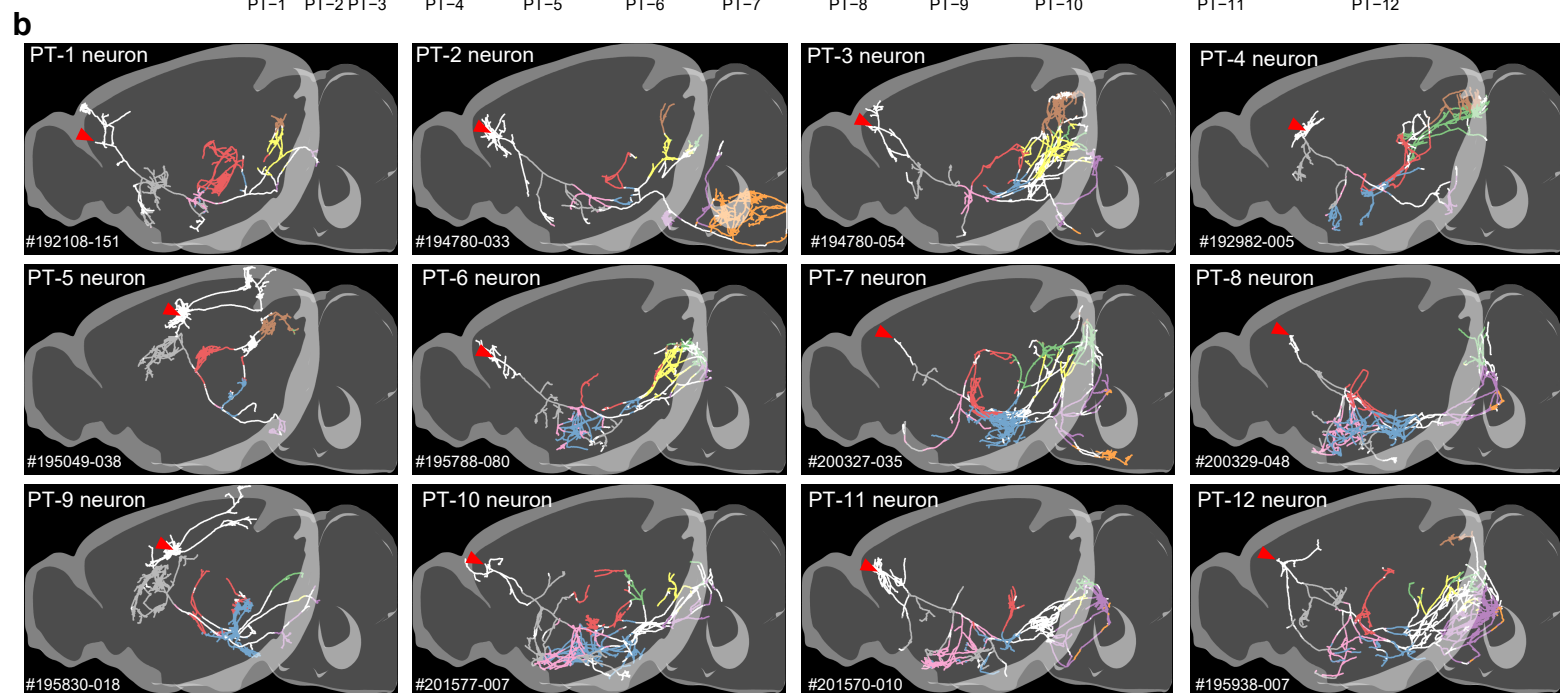 PT−1 PT−2 PT−3 PT−4 PT−5 PT−6 PT−7 PT−8 PT−9 PT−10 PT−11 PT−12
b
PT-1 neuron
#192108-151
PT-2 neuron
#194780-033
PT-3 neuron
#194780-054
PT-4 neuron
#192982-005
PT-5 neuron
#195049-038
PT-6 neuron
#195788-080
PT-7 neuron
#200327-035
PT-8 neuron
#200329-048
PT-9 neuron
#195830-018
PT-10 neuron
#201577-007
PT-11 neuron
#201570-010
PT-12 neuron
#195938-007